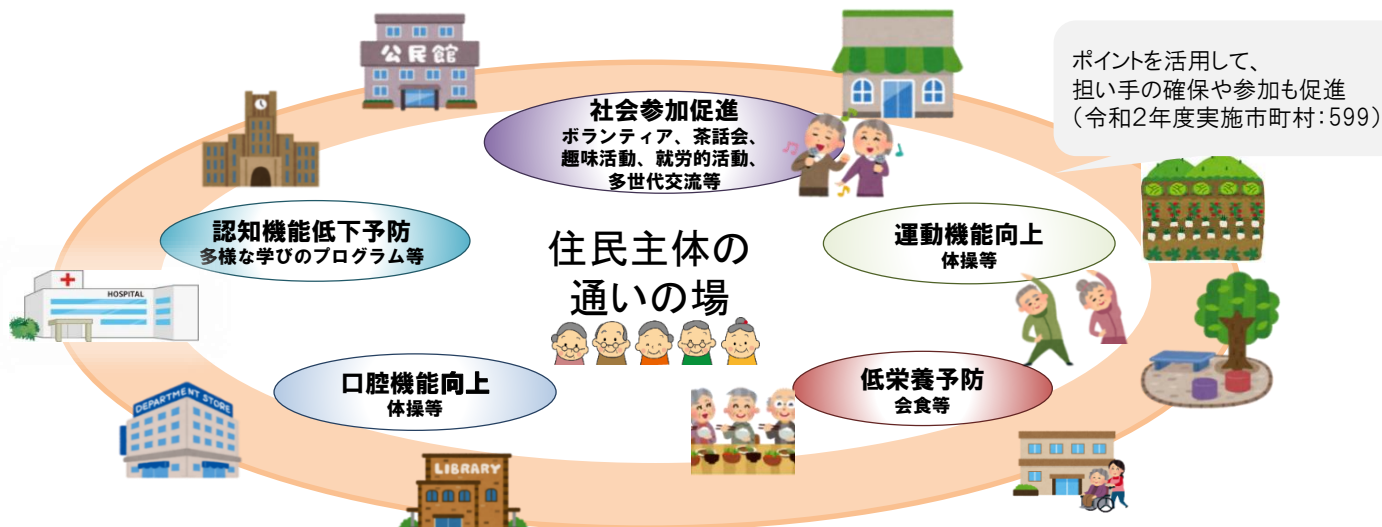 公民館
ポイントを活用して、
担い手の確保や参加も促進
(令和2年度実施市町村:599)
社会参加促進
ボランティア、茶話会、
趣味活動、就労的活動、
多世代交流等
認知機能低下予防
多様な学びのプログラム等
運動機能向上
体操等
住民主体の
通いの場
HOSPITAL
口腔機能向上
体操等
低栄養予防
会食等
DEPARTMENT STORE
LIBRARY